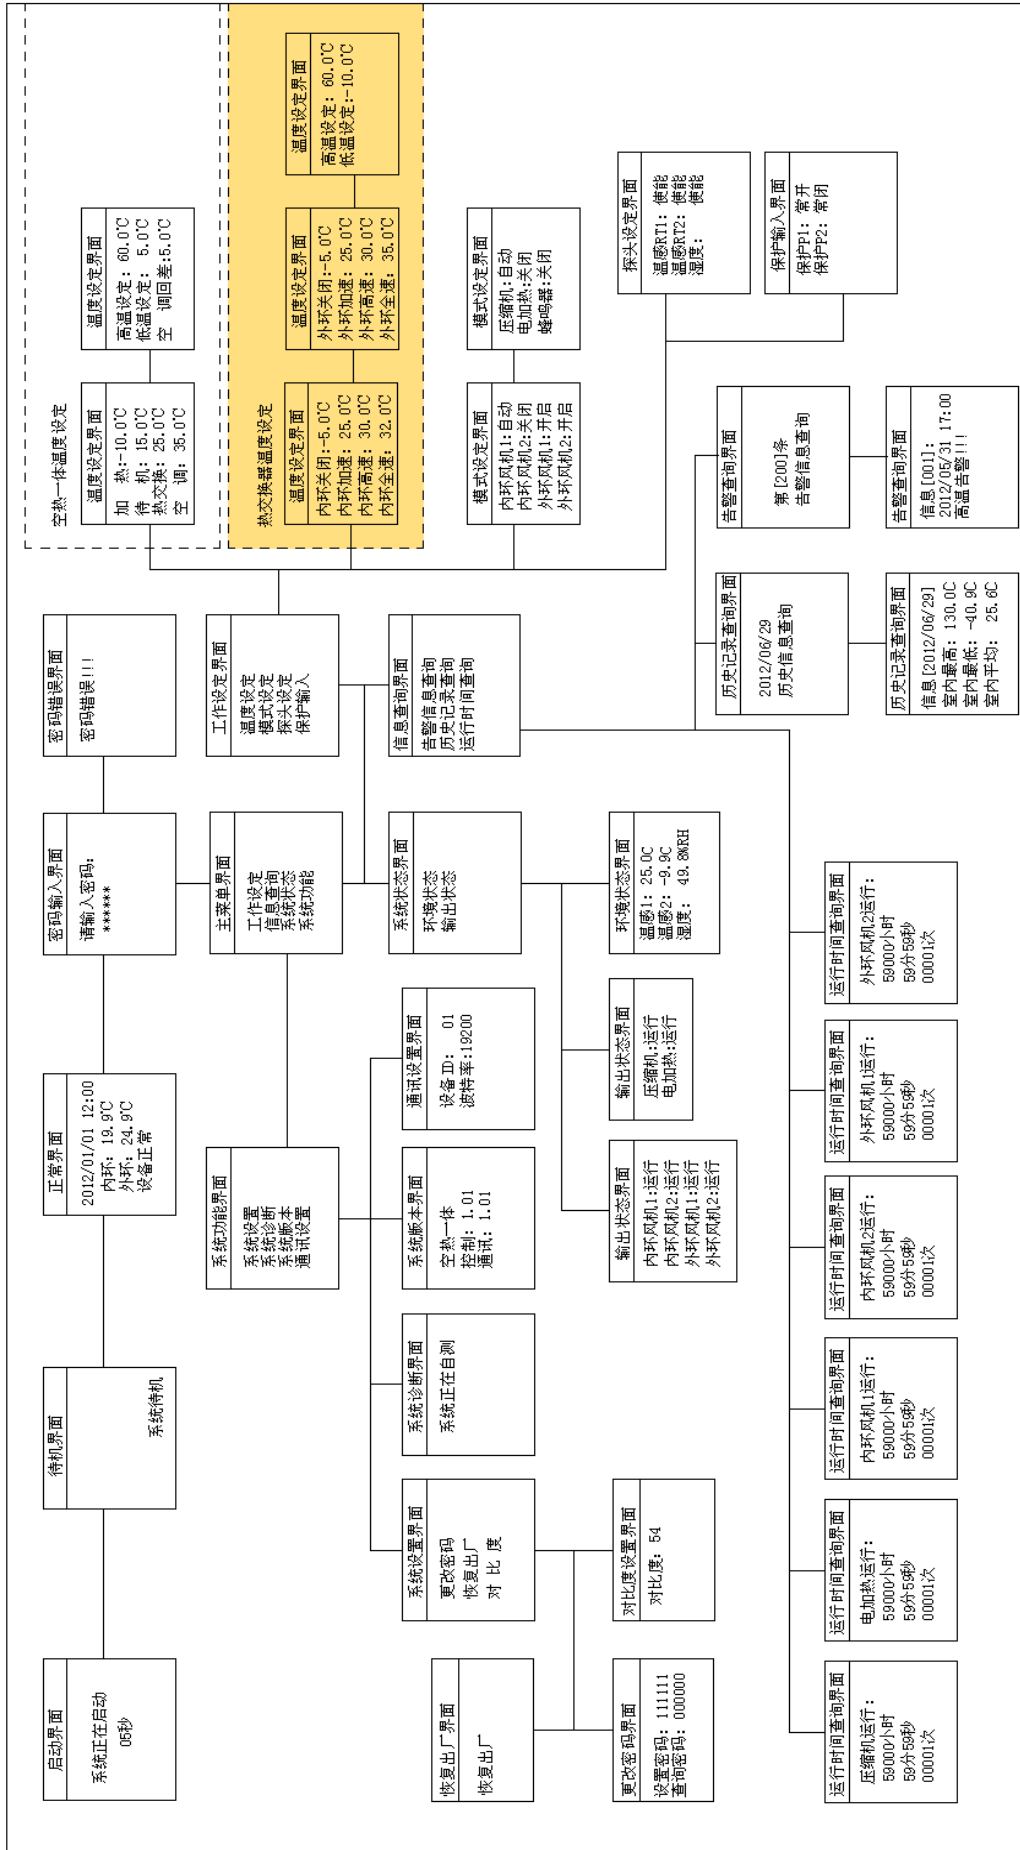 启动界面
系统正在启动
05秒
待机界面
系统待机
正常界面
2012/01/01 12:00
内环: 19.9℃
外环: 24.9℃
设备正常
密码输入界面
请输入密码:
******
密码错误界面
密码错误!!!
主菜单界面
工作设定
信息查询
系统状态
系统功能
工作设定界面
温度设定
模式设定
探头设定
保护输入
空热一体温度设定
温度设定界面
加 热:-10.0℃
待 机: 15.0℃
热交换: 25.0℃
空 调: 35.0℃
温度设定界面
高温设定: 60.0℃
低温设定: 5.0℃
空 调回差:5.0℃
热交换器温度设定
温度设定界面
内环关闭:-5.0℃
内环加速: 25.0℃
内环高速: 30.0℃
内环全速: 32.0℃
温度设定界面
外环关闭:-5.0℃
外环加速: 25.0℃
外环高速: 30.0℃
外环全速: 35.0℃
温度设定界面
高温设定: 60.0℃
低温设定:-10.0℃
模式设定界面
内环风机1:自动
内环风机2:关闭
外环风机1:开启
外环风机2:开启
模式设定界面
压缩机:自动
电加热:关闭
蜂鸣器:关闭
探头设定界面
温感RT1: 使能
温感RT2: 使能
湿度: 使能
保护输入界面
保护P1: 常开
保护P2: 常闭
系统功能界面
系统设置
系统诊断
系统版本
通讯设置
系统设置界面
更改密码
恢复出厂
对 比 度
系统诊断界面
系统正在自测
系统版本界面
空热一体
控制: 1.01
通讯: 1.01
通讯设置界面
设备ID: 01
波特率:19200
恢复出厂界面
恢复出厂
更改密码界面
设置密码: 111111
查询密码: 000000
对比度设置界面
对比度: 54
系统状态界面
环境状态
输出状态
输出状态界面
内环风机1:运行
内环风机2:运行
外环风机1:运行
外环风机2:运行
输出状态界面
压缩机:运行
电加热:运行
环境状态界面
温感1: 25.0C
温感2: -9.9C
湿度: 49.8%RH
信息查询界面
告警信息查询
历史记录查询
运行时间查询
历史记录查询界面
2012/06/29
历史信息查询
历史记录查询界面
信息[2012/06/29]
室内最高: 130.0C
室内最低: -40.9C
室内平均: 25.6C
告警查询界面
第[200]条
告警信息查询
告警查询界面
信息[001]:
2012/05/31 17:00
高温告警!!!
运行时间查询界面
压缩机运行:
59000小时
59分59秒
00001次
运行时间查询界面
电加热运行:
59000小时
59分59秒
00001次
运行时间查询界面
内环风机1运行:
59000小时
59分59秒
00001次
运行时间查询界面
内环风机2运行:
59000小时
59分59秒
00001次
运行时间查询界面
外环风机1运行:
59000小时
59分59秒
00001次
运行时间查询界面
外环风机2运行:
59000小时
59分59秒
00001次